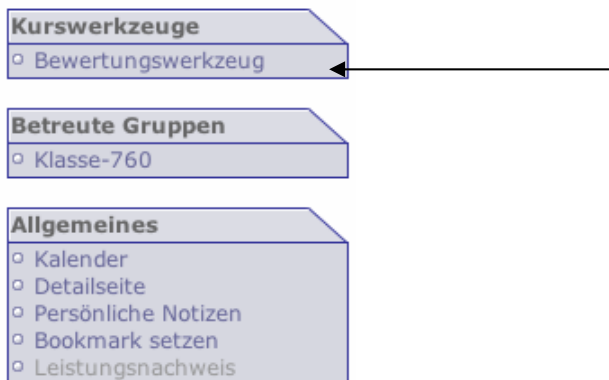 Kurswerkzeuge
Bewertungswerkzeug
Betreute Gruppen
Klasse-760
Allgemeines
Kalender
Detailseite
Persönliche Notizen
Bookmark setzen
Leistungsnachweis